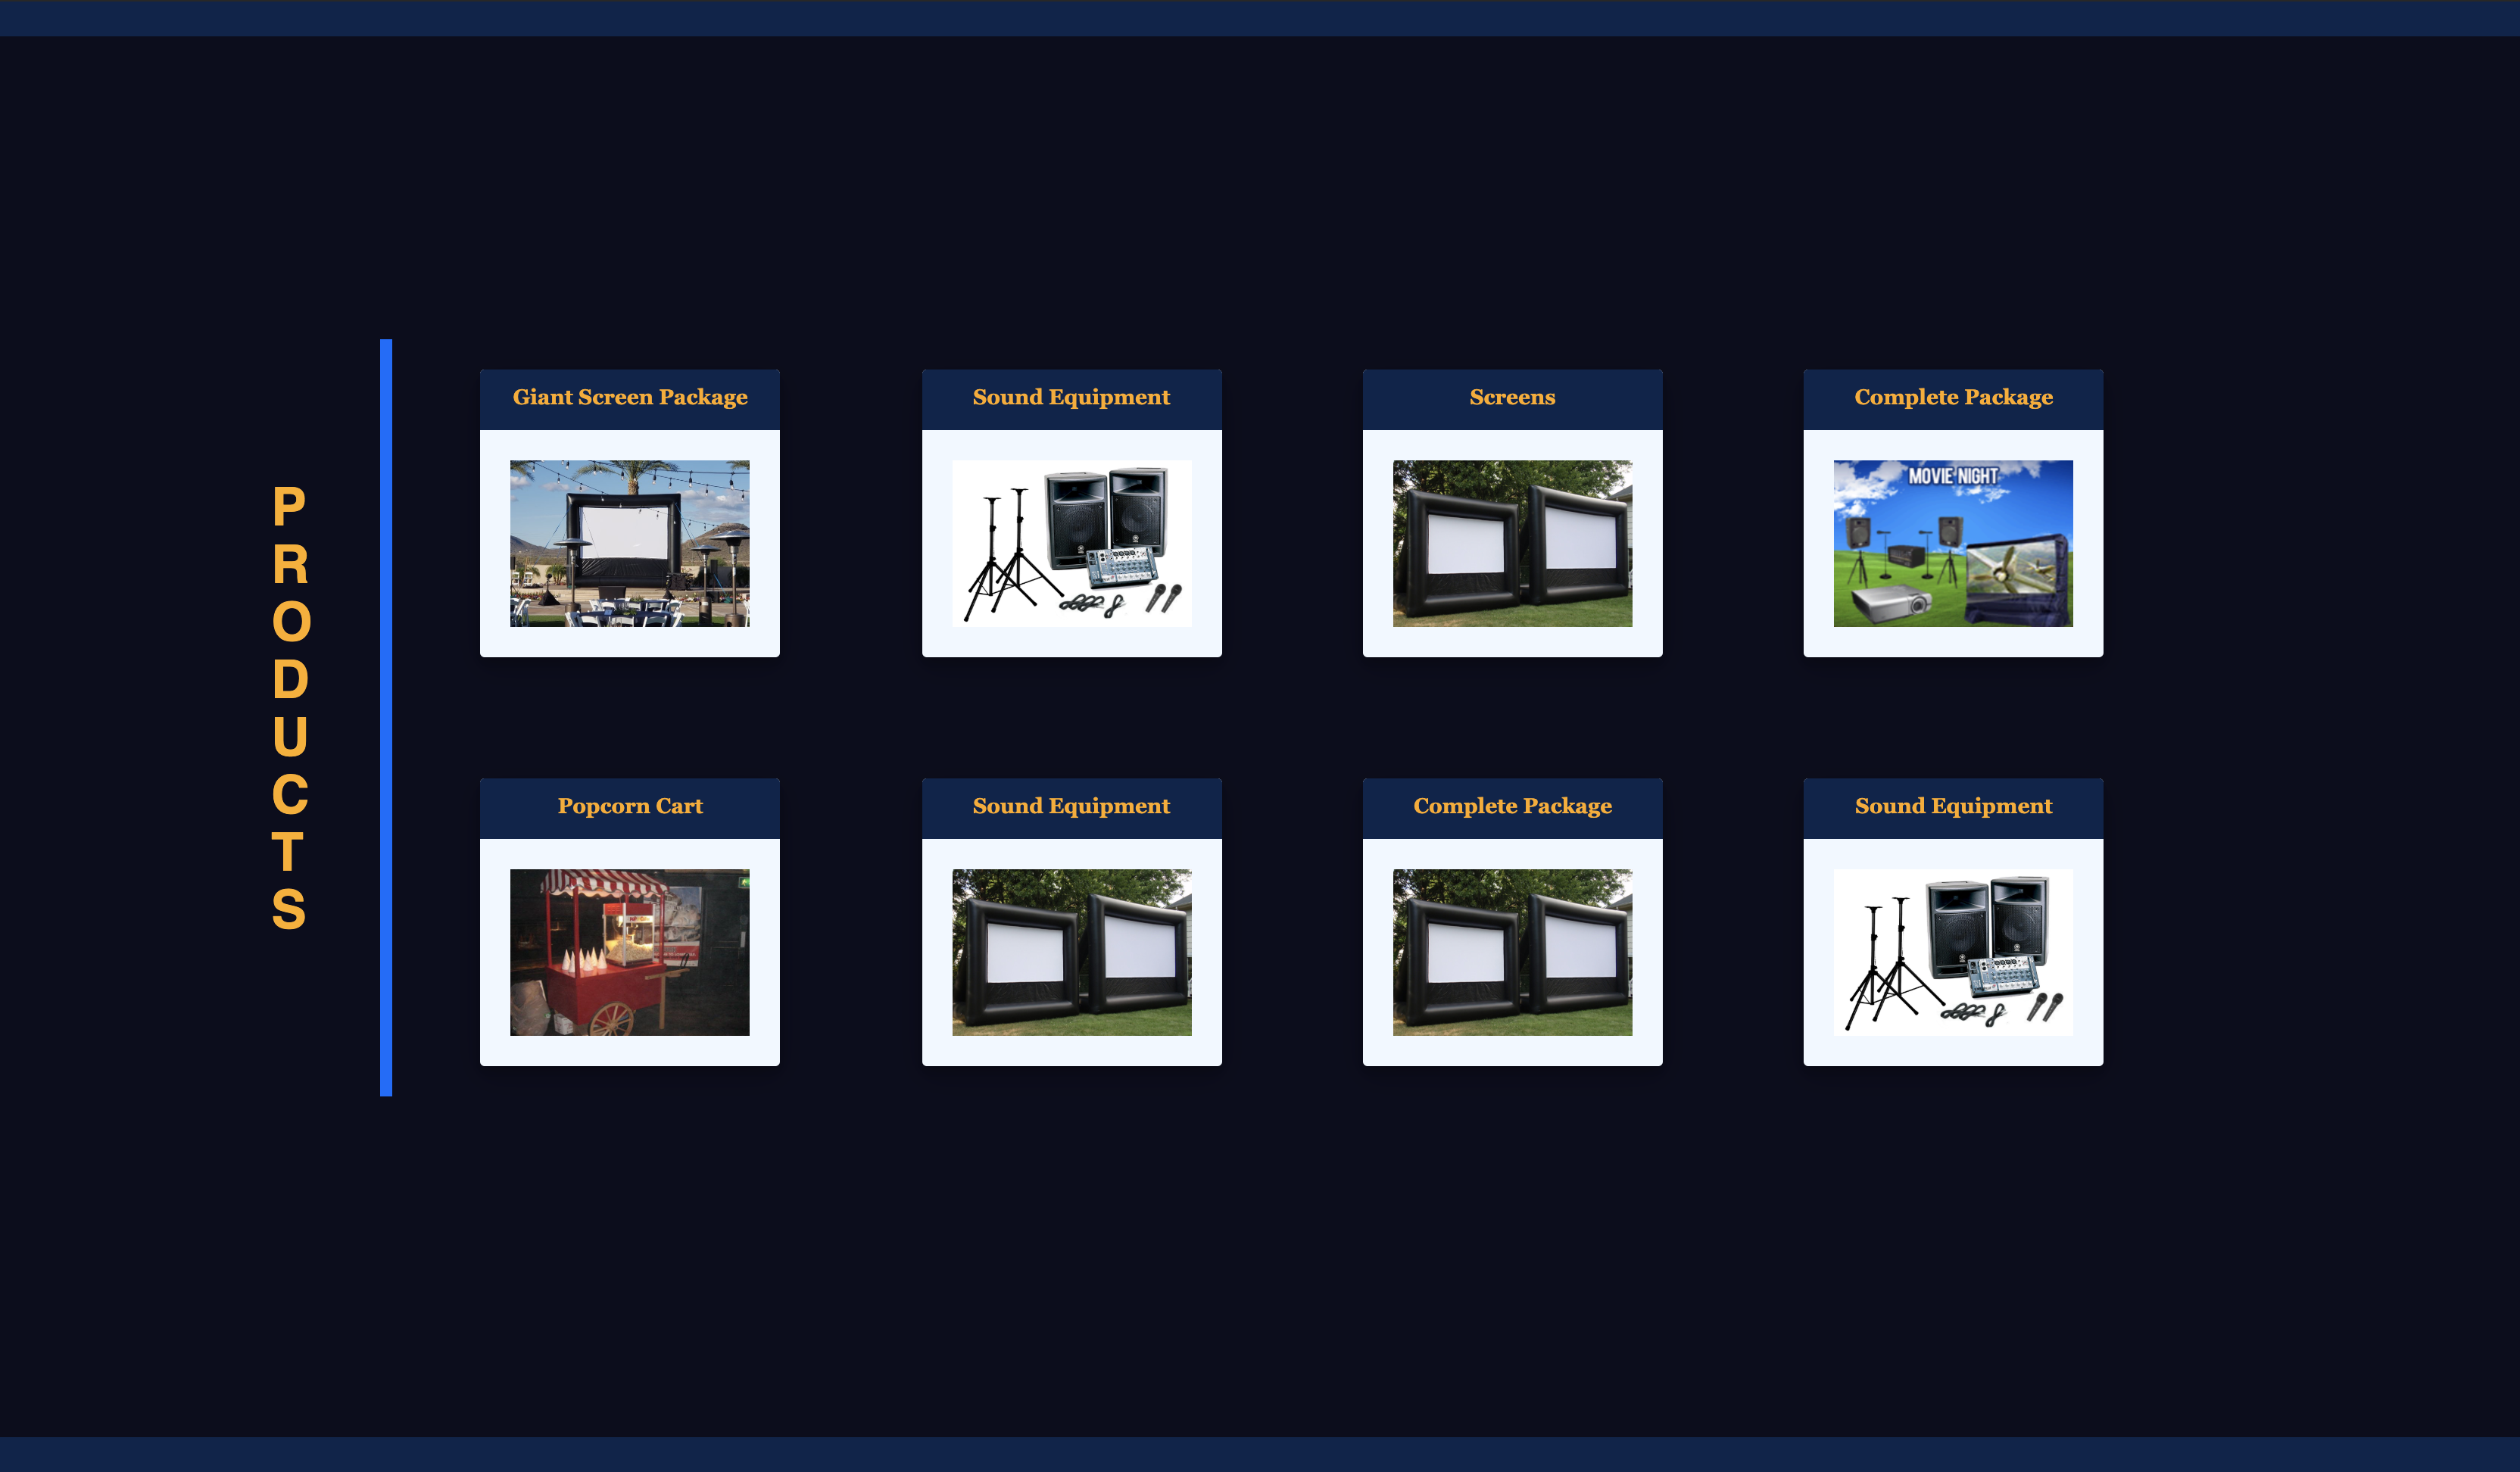 PRODUCTS
Giant Screen Package
Sound Equipment
Screens
Complete Package
MOVIE NIGHT
Popcorn Cart
Sound Equipment
Complete Package
Sound Equipment